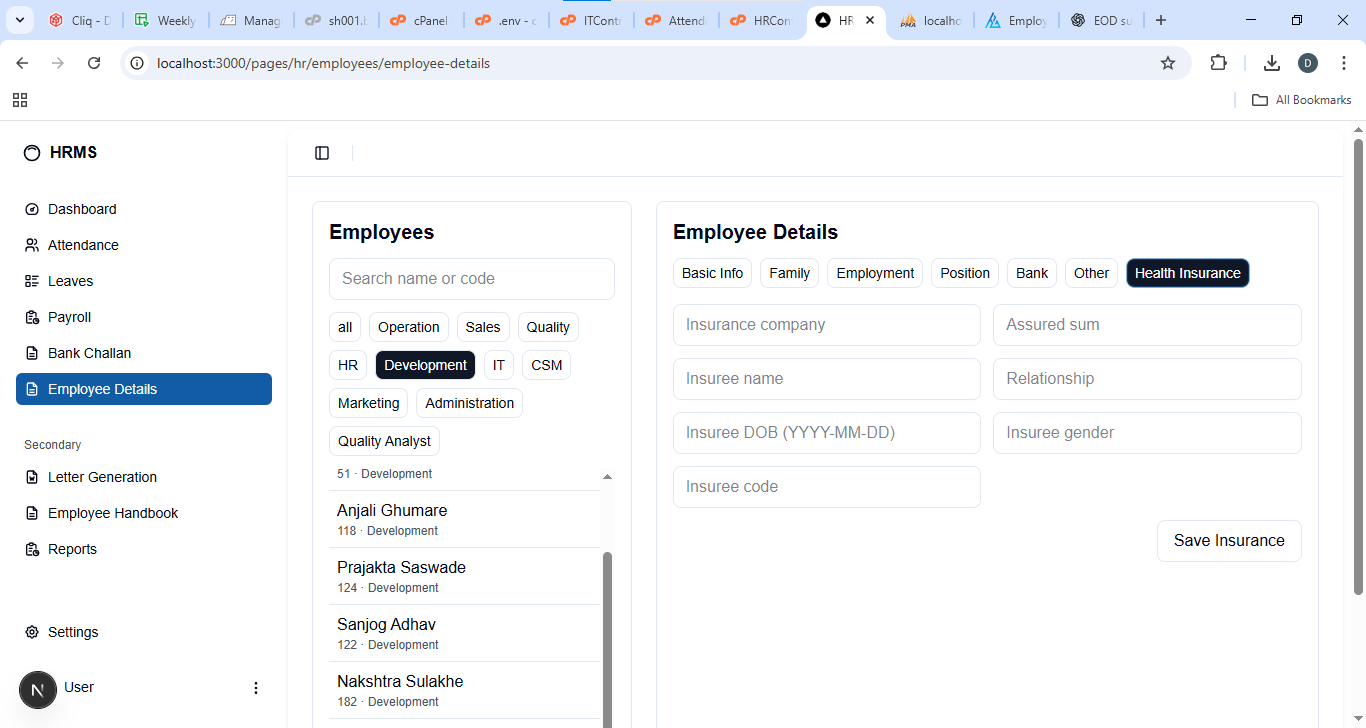 Cliq - D
Weekly
Manag
sh001.b
cPanel
.env - c
ITContr
Attend
HRCon
HR
localho
Employ
EOD su
localhost:3000/pages/hr/employees/employee-details
D
All Bookmarks
HRMS
Dashboard
Attendance
Leaves
Payroll
Bank Challan
Employee Details
Secondary
Letter Generation
Employee Handbook
Reports
Settings
N
User
Employees
Search name or code
all Operation Sales Quality
HR Development IT CSM
Marketing Administration
Quality Analyst
51 · Development
Anjali Ghumare
118 · Development
Prajakta Saswade
124 · Development
Sanjog Adhav
122 · Development
Nakshtra Sulakhe
182 · Development
Employee Details
Basic Info Family Employment Position Bank Other Health Insurance
Insurance company Assured sum
Insuree name Relationship
Insuree DOB (YYYY-MM-DD) Insuree gender
Insuree code
Save Insurance